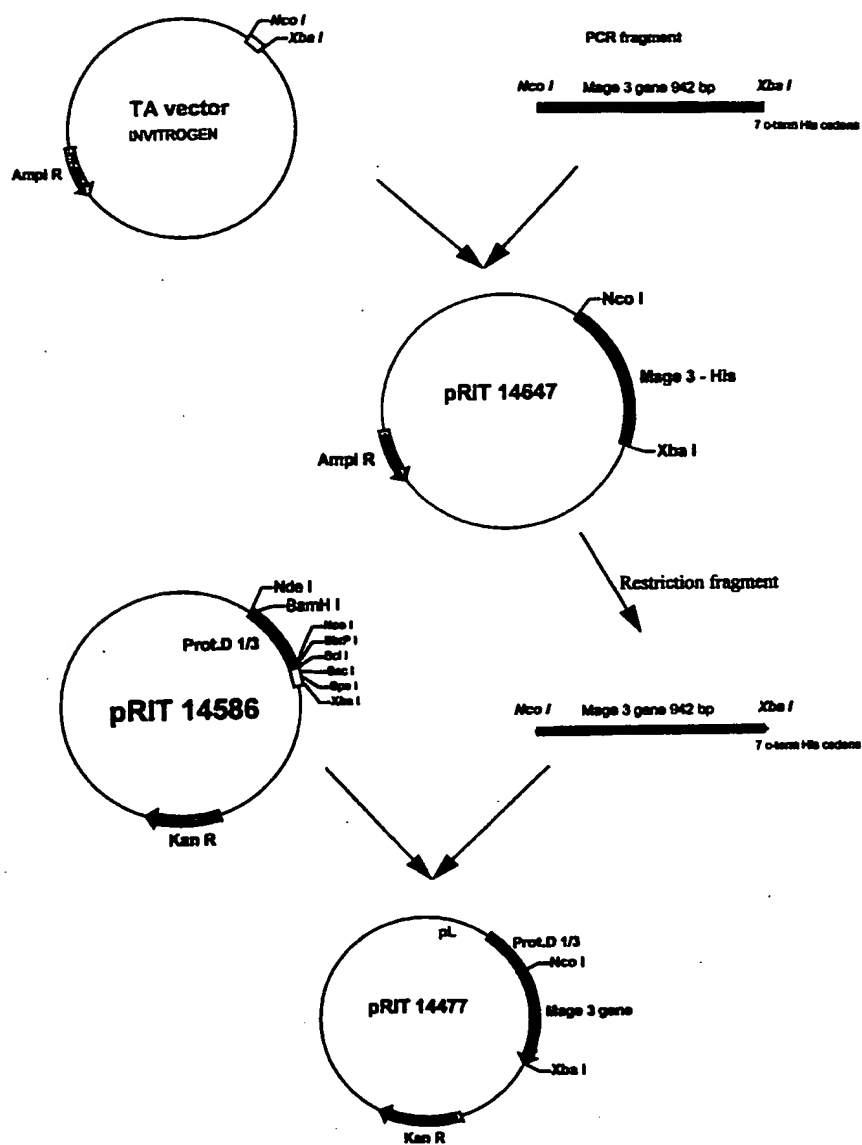 Nco I
Xba I
TA vector
INVITROGEN
Ampl R
PCR fragment
Nco I Mage 3 gene 942 bp Xba I
7 c-term His codons
Nco I
pRIT 14647
Mage 3 - His
Ampl R
Xba I
Restriction fragment
Nde I
BamH I
Prot.D 1/3
Nco I
Bcl I
Sac I
Xba I
pRIT 14586
Kan R
Nco I Mage 3 gene 942 bp Xba I
7 c-term His codons
pL
Prot.D 1/3
Nco I
pRIT 14477
Mage 3 gene
Xba I
Kan R